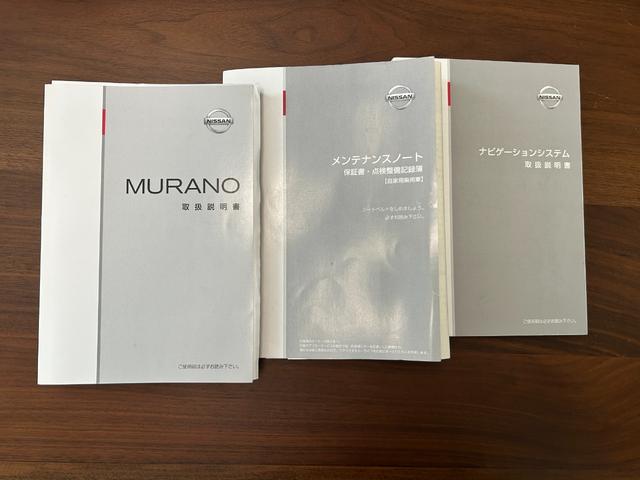 NISSAN
MURANO
取扱説明書
ご使用前は必ずお読み下さい。
NISSAN
メンテナンスノート
保証書・点検整備記録簿
【自家用乗用車】
シートベルトをしめましょう。
必ずお読み下さい。
NISSAN
ナビゲーションシステム
取扱説明書
ご使用前は必ずお読み下さい。